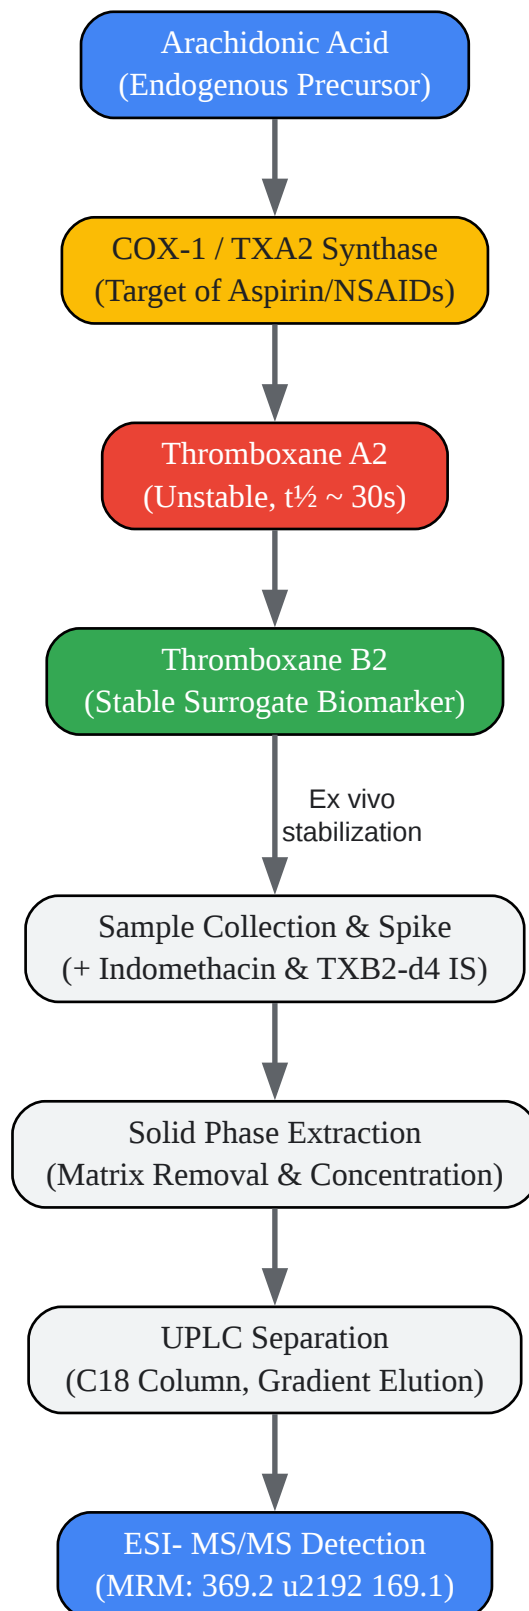 Arachidonic Acid
(Endogenous Precursor)
COX-1 / TXA2 Synthase
(Target of Aspirin/NSAIDs)
Thromboxane A2
(Unstable, t½ ~ 30s)
Thromboxane B2
(Stable Surrogate Biomarker)
Ex vivo
stabilization
Sample Collection & Spike
(+ Indomethacin & TXB2-d4 IS)
Solid Phase Extraction
(Matrix Removal & Concentration)
UPLC Separation
(C18 Column, Gradient Elution)
ESI- MS/MS Detection
(MRM: 369.2 u2192 169.1)